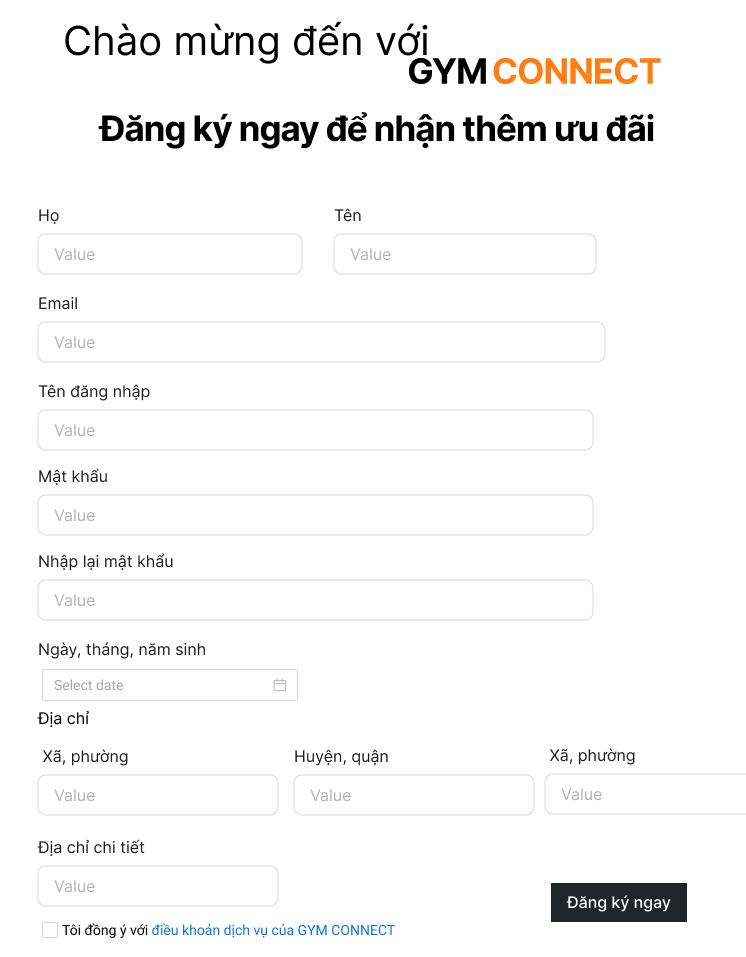 Chào mừng đến với
GYM CONNECT
Đăng ký ngay để nhận thêm ưu đãi
Họ
Tên
Value
Value
Email
Value
Tên đăng nhập
Value
Mật khẩu
Value
Nhập lại mật khẩu
Value
Ngày, tháng, năm sinh
Select date
Địa chỉ
Xã, phường
Huyện, quận
Xã, phường
Value
Value
Value
Địa chỉ chi tiết
Value
Đăng ký ngay
Tôi đồng ý với điều khoản dịch vụ của GYM CONNECT